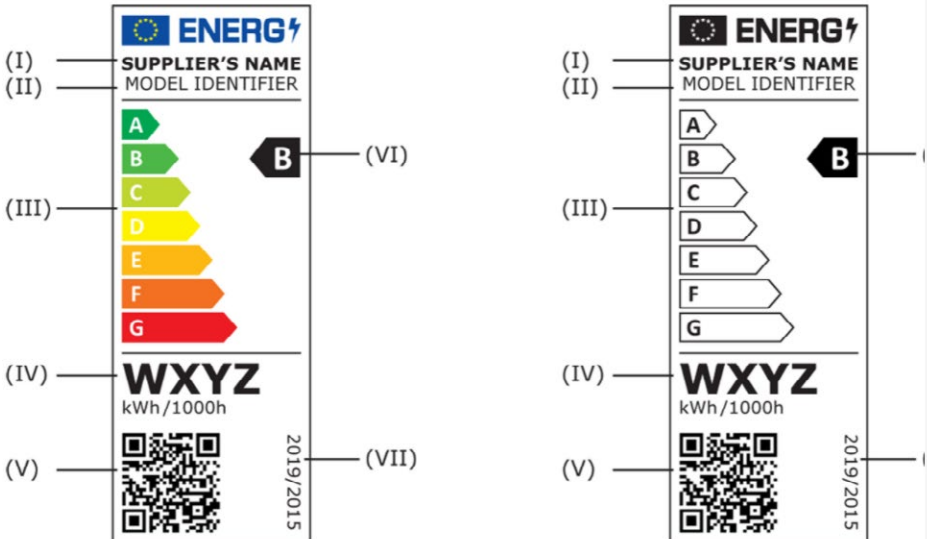 ENERG
(I) SUPPLIER'S NAME
(II) MODEL IDENTIFIER
A
B
B (VI)
C
(III)
D
E
F
G
(IV) WXYZ
kWh/1000h
(V)
2019/2015 (VII)
ENERG
(I) SUPPLIER'S NAME
(II) MODEL IDENTIFIER
A
B
B (
C
(III)
D
E
F
G
(IV) WXYZ
kWh/1000h
(V)
2019/2015 (